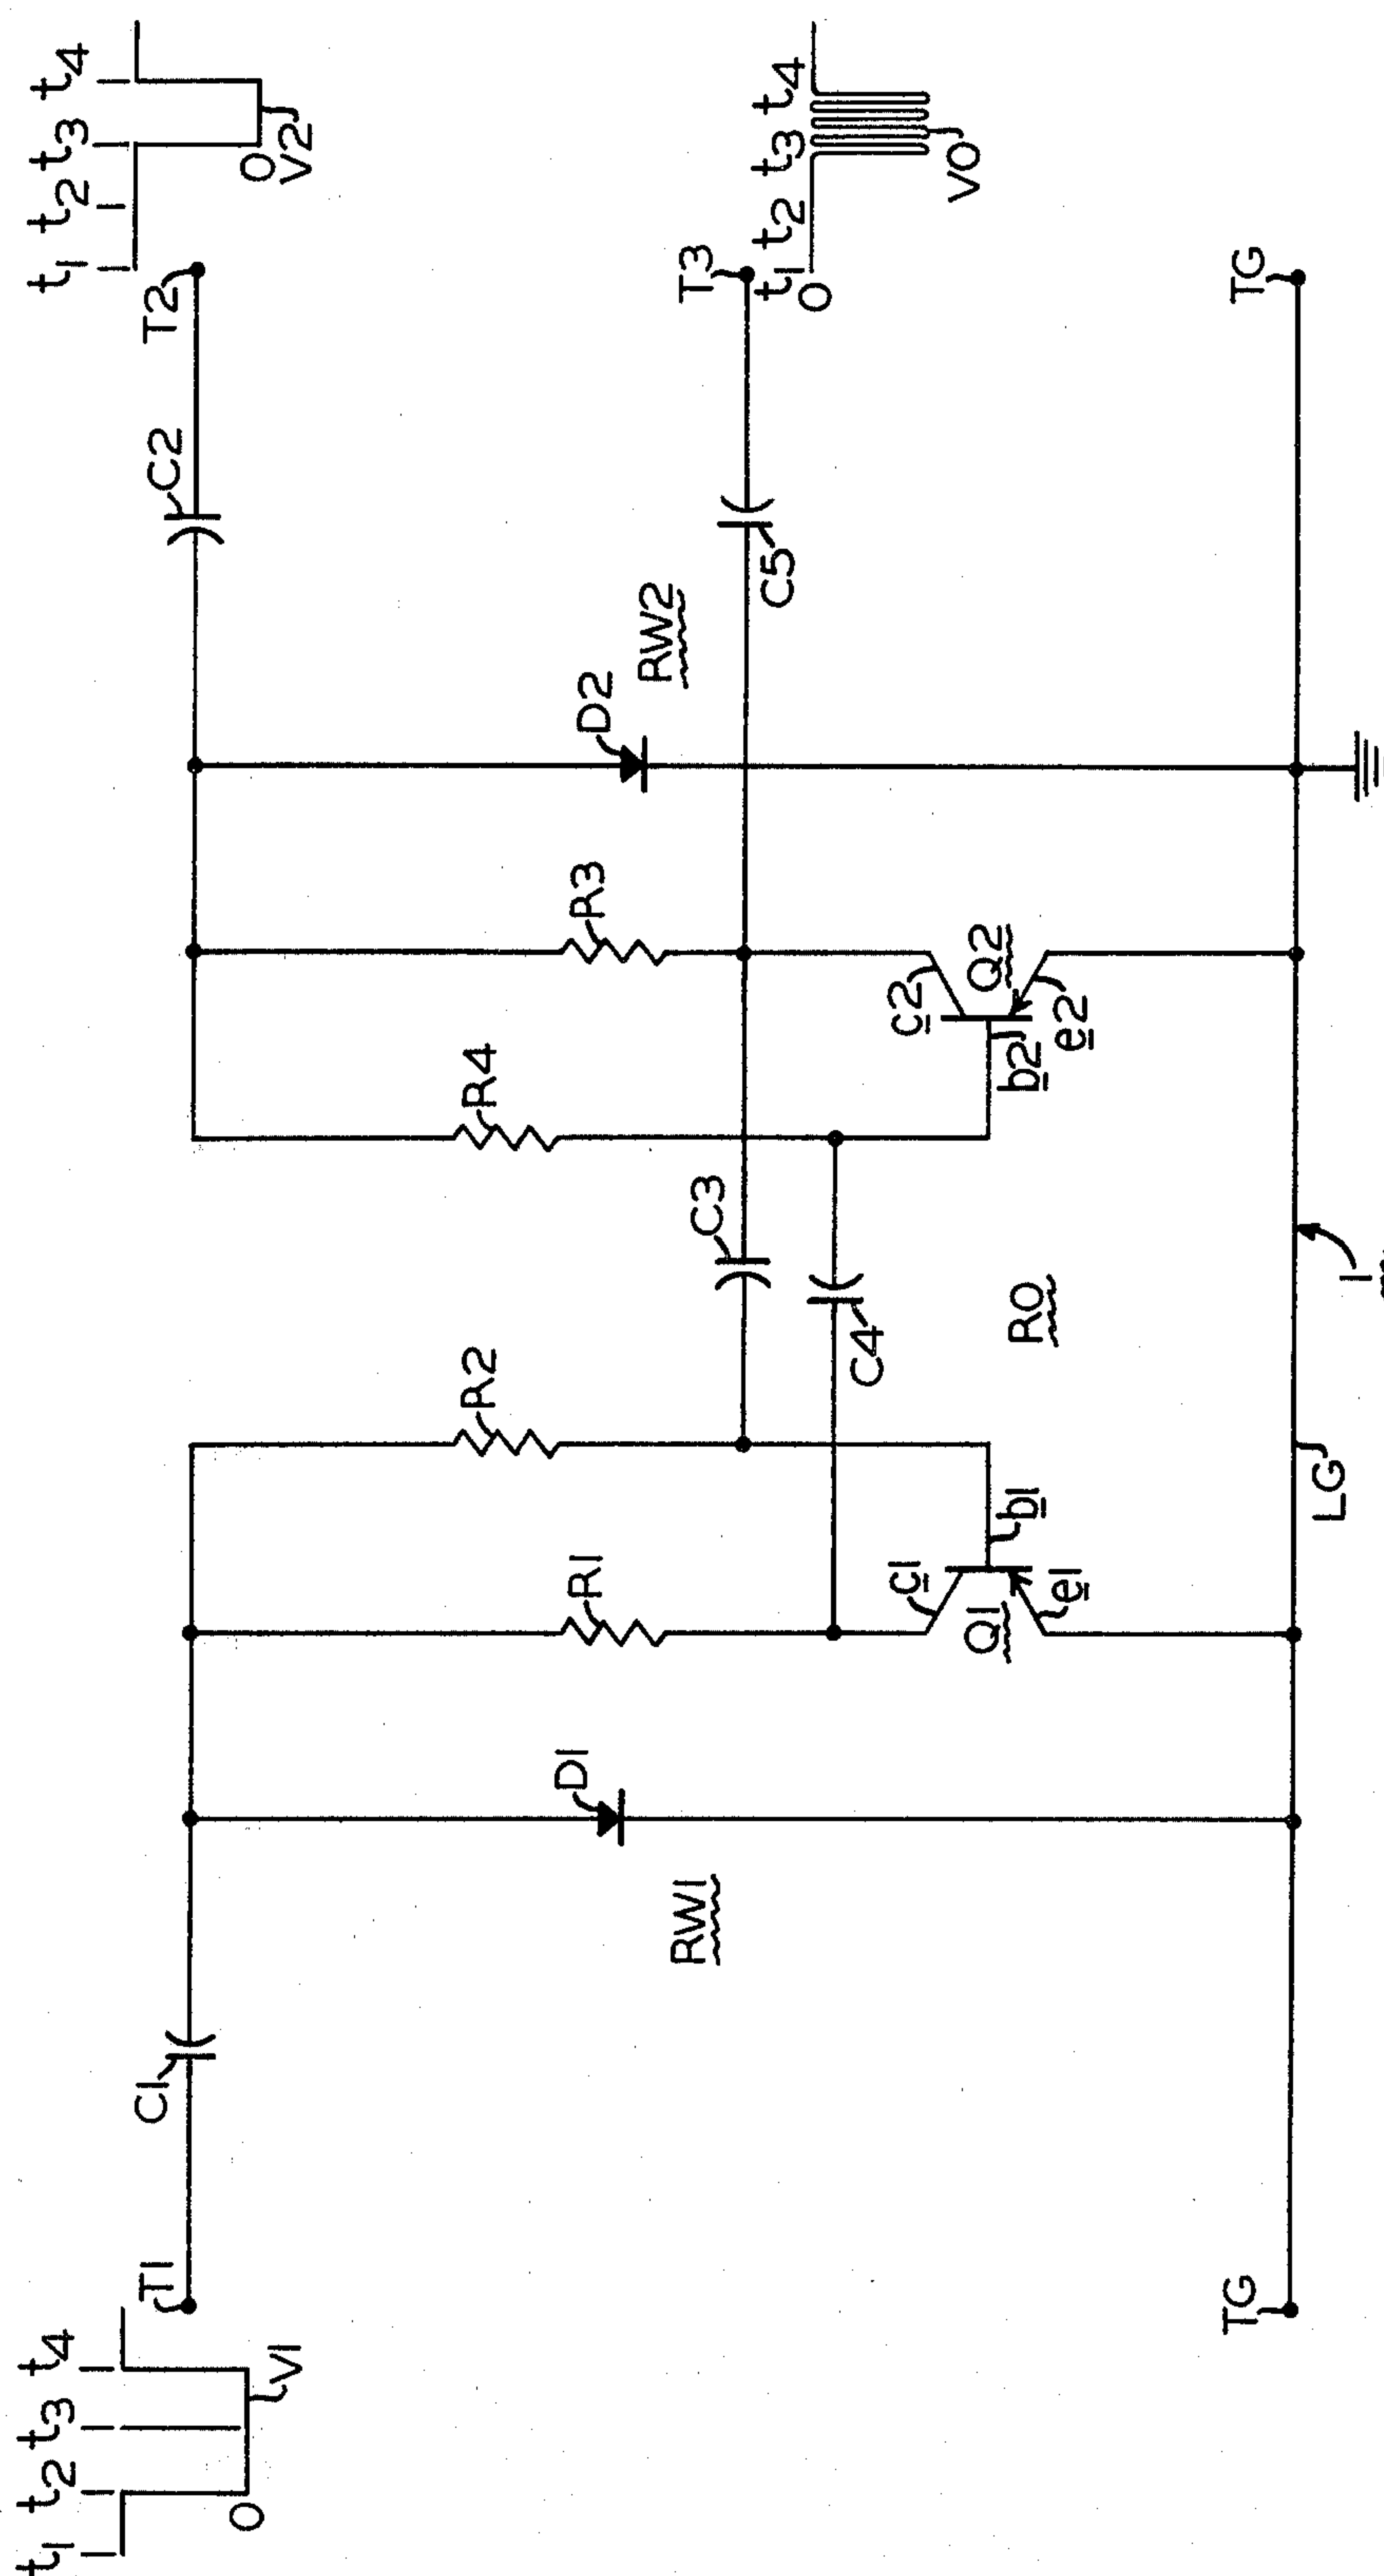 t1 t2 t3 t4
0
V1
T1
C1
RW1
D1
R1
R2
c1
Q1
b1
e1
TG
LG
C3
C4
RO
1
R4
R3
c2
Q2
b2
e2
D2
RW2
C2
C5
T2
t1 t2 t3 t4
0
V2
T3
t1 t2 t3 t4
0
VO
TG